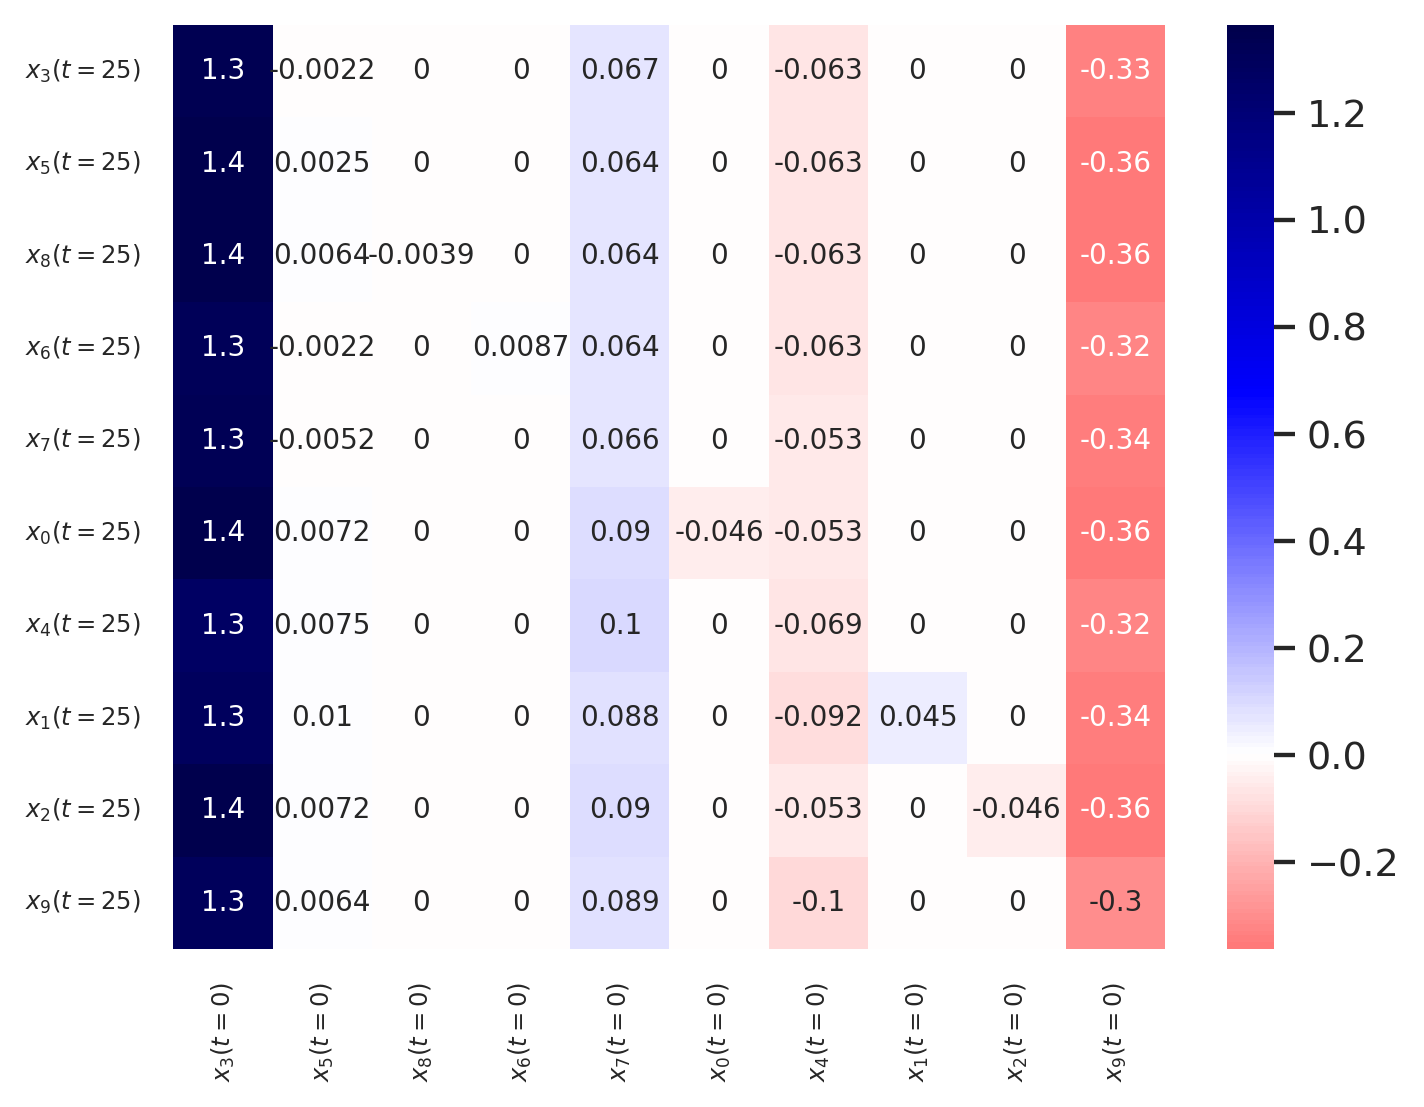 x₃(t = 25) 1.3 -0.0022 0 0 0.067 0 -0.063 0 0 -0.33
x₅(t = 25) 1.4 0.0025 0 0 0.064 0 -0.063 0 0 -0.36
x₈(t = 25) 1.4 0.0064 -0.0039 0 0.064 0 -0.063 0 0 -0.36
x₆(t = 25) 1.3 -0.0022 0 0.0087 0.064 0 -0.063 0 0 -0.32
x₇(t = 25) 1.3 -0.0052 0 0 0.066 0 -0.053 0 0 -0.34
x₀(t = 25) 1.4 0.0072 0 0 0.09 -0.046 -0.053 0 0 -0.36
x₄(t = 25) 1.3 0.0075 0 0 0.1 0 -0.069 0 0 -0.32
x₁(t = 25) 1.3 0.01 0 0 0.088 0 -0.092 0.045 0 -0.34
x₂(t = 25) 1.4 0.0072 0 0 0.09 0 -0.053 0 -0.046 -0.36
x₉(t = 25) 1.3 0.0064 0 0 0.089 0 -0.1 0 0 -0.3
x₃(t = 0) x₅(t = 0) x₈(t = 0) x₆(t = 0) x₇(t = 0) x₀(t = 0) x₄(t = 0) x₁(t = 0) x₂(t = 0) x₉(t = 0)
1.2
1.0
0.8
0.6
0.4
0.2
0.0
−0.2